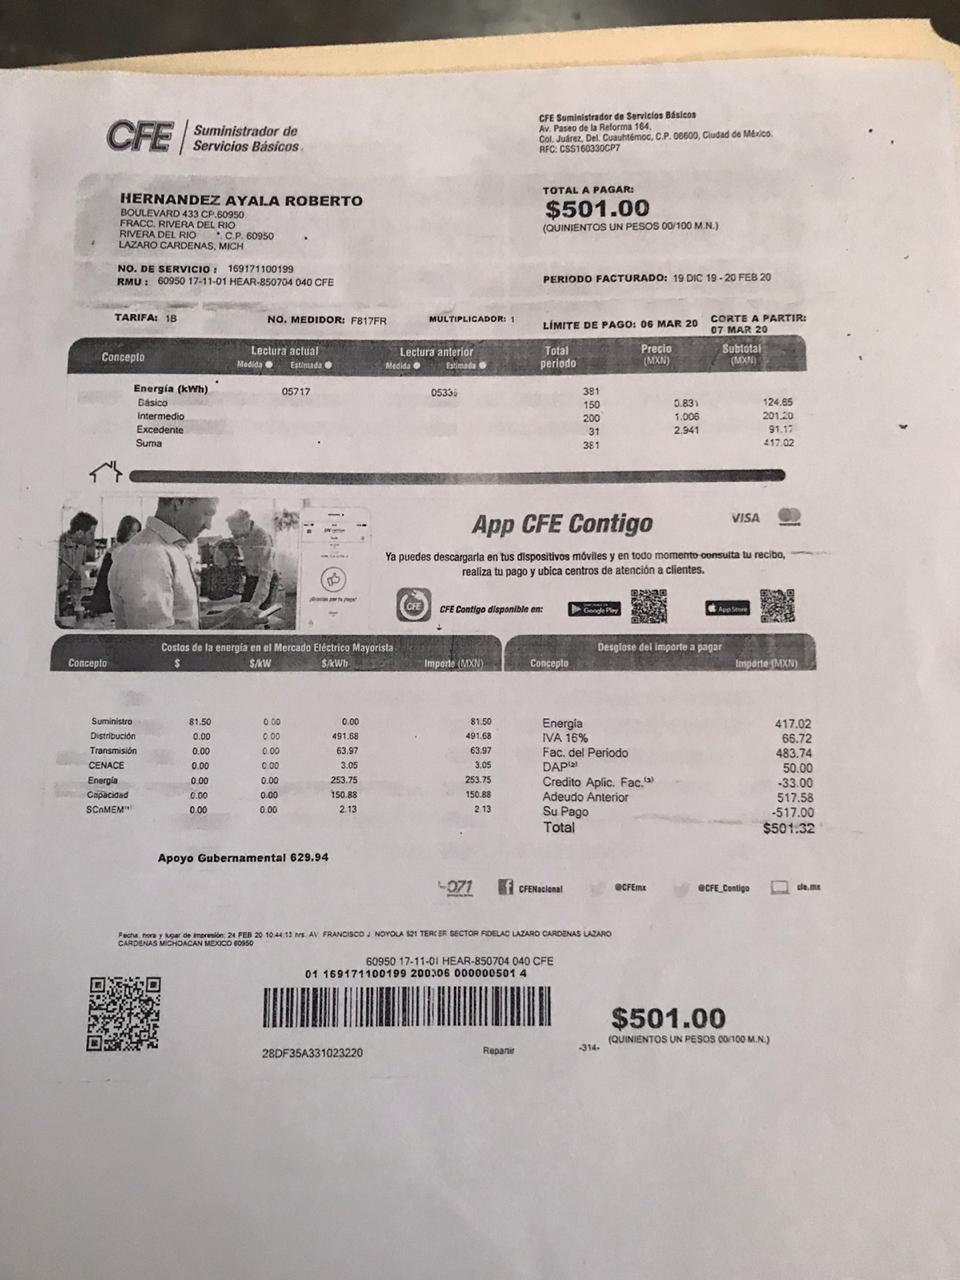 CFE Suministrador de
Servicios Básicos
CFE Suministrador de Servicios Básicos
Av. Paseo de la Reforma 164,
Col. Juárez, Del. Cuauhtémoc, C.P. 06600, Ciudad de México.
RFC: CSS160330CP7
HERNANDEZ AYALA ROBERTO
BOULEVARD 433 CP.60950
FRACC. RIVERA DEL RIO
RIVERA DEL RIO C.P. 60950
LAZARO CARDENAS, MICH
TOTAL A PAGAR:
$501.00
(QUINIENTOS UN PESOS 00/100 M.N.)
NO. DE SERVICIO : 169171100199
RMU : 60950 17-11-01 HEAR-850704 040 CFE
PERIODO FACTURADO: 19 DIC 19 - 20 FEB 20
TARIFA: 1B NO. MEDIDOR: F817FR MULTIPLICADOR: 1
LÍMITE DE PAGO: 06 MAR 20 CORTE A PARTIR:
07 MAR 20
Concepto Lectura actual Lectura anterior Total periodo Precio (MXN) Subtotal (MXN)
Medida Estimada Medida Estimada
Energía (kWh) 05717 381
Básico 150 0.831 124.65
Intermedio 200 1.006 201.20
Excedente 31 2.941 91.17
Suma 381 417.02
App CFE Contigo VISA
Ya puedes descargarla en tus dispositivos móviles y en todo momento consulta tu recibo,
realiza tu pago y ubica centros de atención a clientes.
CFE CFE Contigo disponible en: Google Play App Store
Costos de la energía en el Mercado Eléctrico Mayorista
Concepto $ $/kW $/kWh Importe (MXN)
Suministro 81.50 0.00 0.00 81.50
Distribución 0.00 0.00 491.68 491.68
Transmisión 0.00 0.00 63.97 63.97
CENACE 0.00 0.00 3.05 3.05
Energía 0.00 0.00 253.75 253.75
Capacidad 0.00 0.00 150.88 150.88
SCnMEM(1) 0.00 0.00 2.13 2.13
Apoyo Gubernamental 629.94
Desglose del importe a pagar
Concepto Importe (MXN)
Energía 417.02
IVA 16% 66.72
Fac. del Periodo 483.74
DAP(2) 50.00
Credito Aplic. Fac.(3) -33.00
Adeudo Anterior 517.58
Su Pago -517.00
Total $501.32
071 CFENacional @CFEmx @CFE_Contigo cfe.mx
Fecha, hora y lugar de impresión: 24 FEB 20 10:44:13 hrs. AV. FRANCISCO J NOYOLA 521 TERCER SECTOR FIDELAC LAZARO CARDENAS LAZARO
CARDENAS MICHOACAN MEXICO 60950
60950 17-11-01 HEAR-850704 040 CFE
01 169171100199 200306 000000501 4
$501.00
(QUINIENTOS UN PESOS 00/100 M.N.)
28DF35A331023220 Repartir -314-